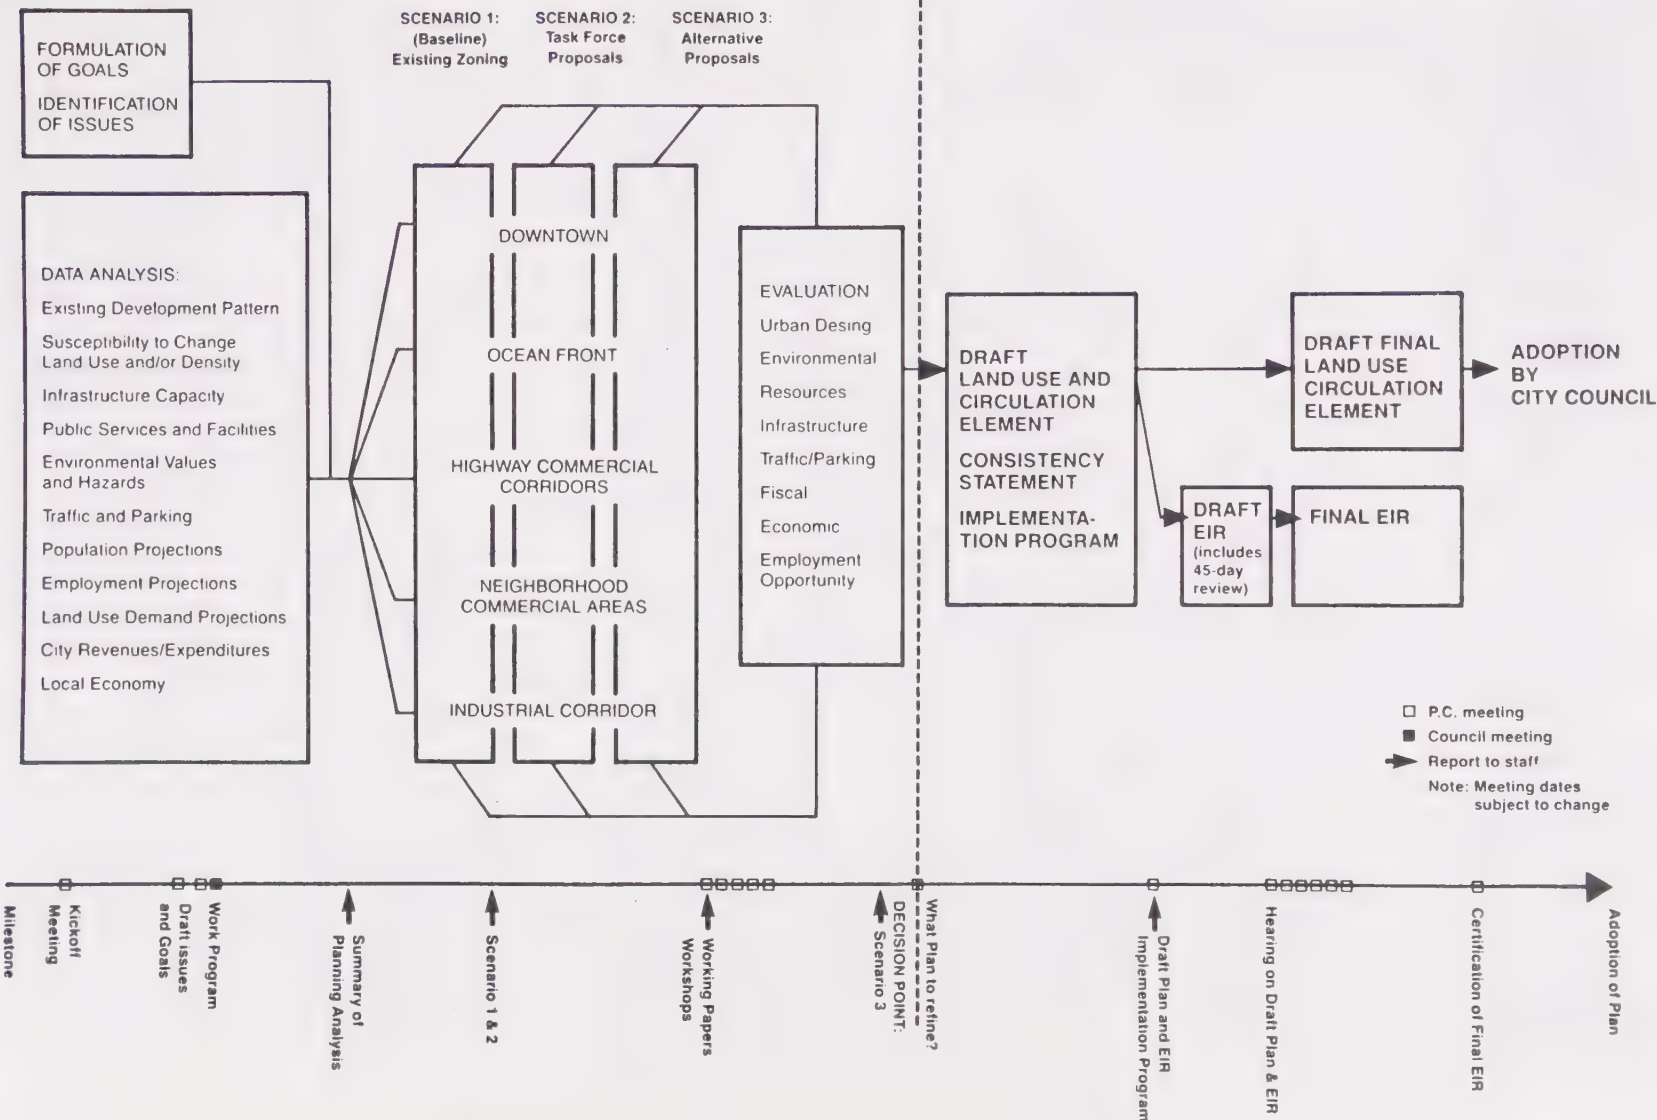 SCENARIO 1:
(Baseline)
Existing Zoning
SCENARIO 2:
Task Force
Proposals
SCENARIO 3:
Alternative
Proposals
FORMULATION
OF GOALS
IDENTIFICATION
OF ISSUES
DATA ANALYSIS:
Existing Development Pattern
Susceptibility to Change
Land Use and/or Density
Infrastructure Capacity
Public Services and Facilities
Environmental Values
and Hazards
Traffic and Parking
Population Projections
Employment Projections
Land Use Demand Projections
City Revenues/Expenditures
Local Economy
DOWNTOWN
OCEAN FRONT
HIGHWAY COMMERCIAL
CORRIDORS
NEIGHBORHOOD
COMMERCIAL AREAS
INDUSTRIAL CORRIDOR
EVALUATION
Urban Desing
Environmental
Resources
Infrastructure
Traffic/Parking
Fiscal
Economic
Employment
Opportunity
DRAFT
LAND USE AND
CIRCULATION
ELEMENT
CONSISTENCY
STATEMENT
IMPLEMENTA-
TION PROGRAM
DRAFT
EIR
(includes
45-day
review)
DRAFT FINAL
LAND USE
CIRCULATION
ELEMENT
FINAL EIR
ADOPTION
BY
CITY COUNCIL
P.C. meeting
Council meeting
Report to staff
Note: Meeting dates
subject to change
Milestone
Kickoff
Meeting
Draft issues
and Goals
Work Program
Summary of
Planning Analysis
Scenario 1 & 2
Working Papers
Workshops
Scenario 3
DECISION POINT:
What Plan to refine?
Draft Plan and EIR
Implementation Program
Hearing on Draft Plan & EIR
Certification of Final EIR
Adoption of Plan